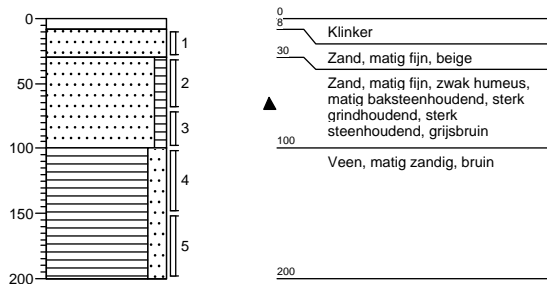 0
50
100
150
200
1
2
3
4
5
0
8
Klinker
30
Zand, matig fijn, beige
Zand, matig fijn, zwak humeus,
matig baksteenhoudend, sterk
grindhoudend, sterk
steenhoudend, grijsbruin
100
Veen, matig zandig, bruin
200